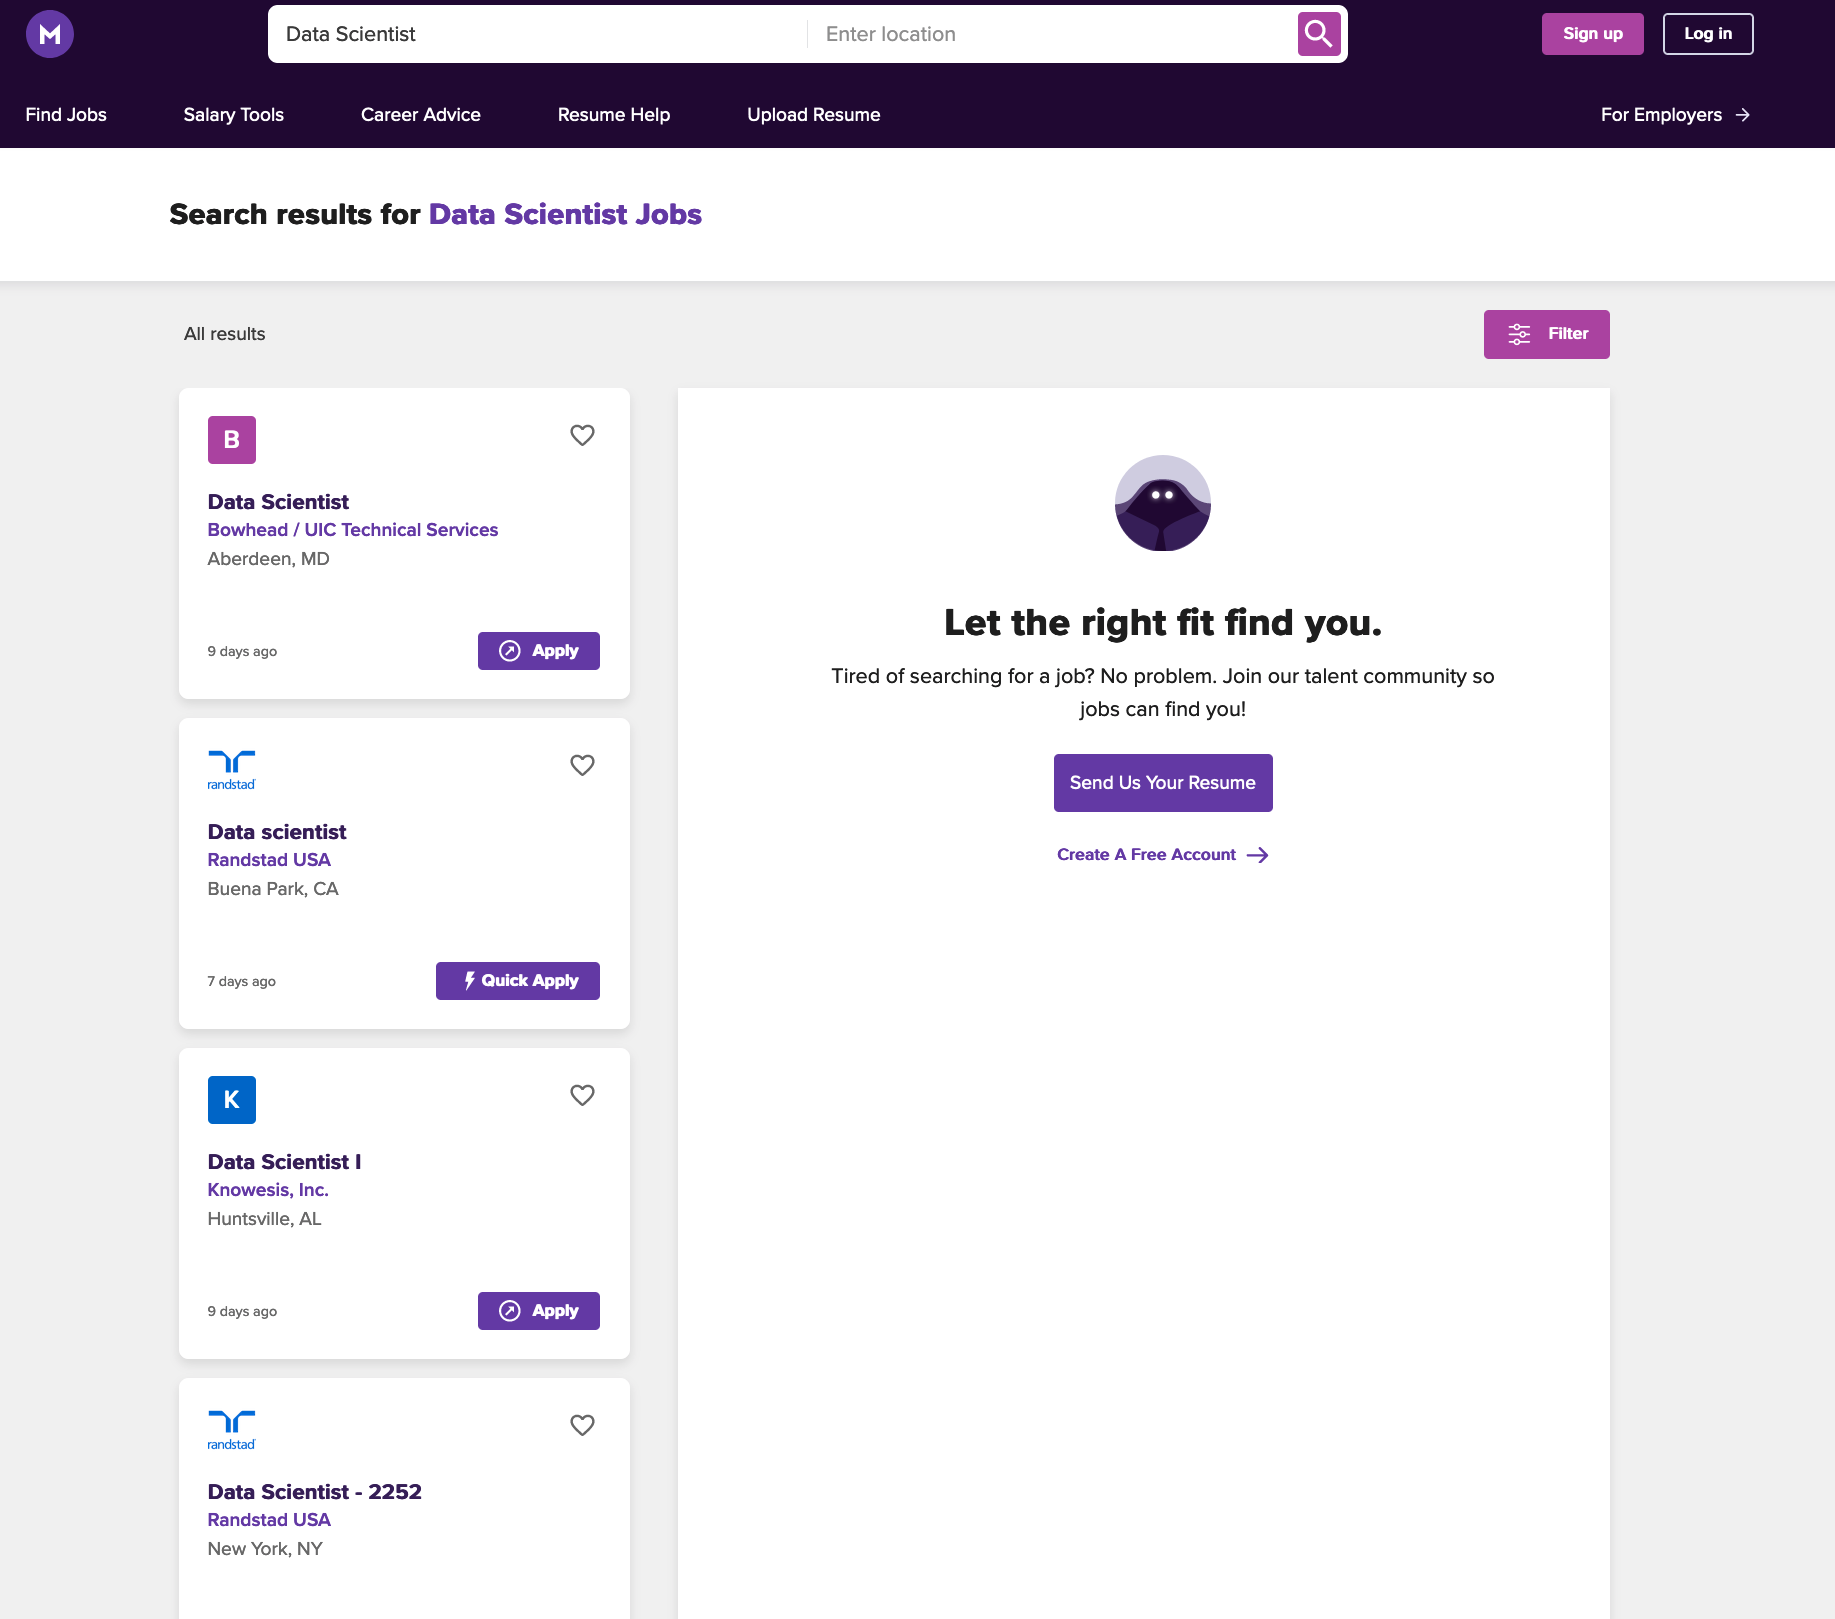 M
Data Scientist
Enter location
Sign up
Log in
Find Jobs
Salary Tools
Career Advice
Resume Help
Upload Resume
For Employers
Search results for Data Scientist Jobs
All results
Filter
B
Data Scientist
Bowhead / UIC Technical Services
Aberdeen, MD
9 days ago
Apply
randstad
Data scientist
Randstad USA
Buena Park, CA
7 days ago
Quick Apply
K
Data Scientist I
Knowesis, Inc.
Huntsville, AL
9 days ago
Apply
randstad
Data Scientist - 2252
Randstad USA
New York, NY
Let the right fit find you.
Tired of searching for a job? No problem. Join our talent community so
jobs can find you!
Send Us Your Resume
Create A Free Account